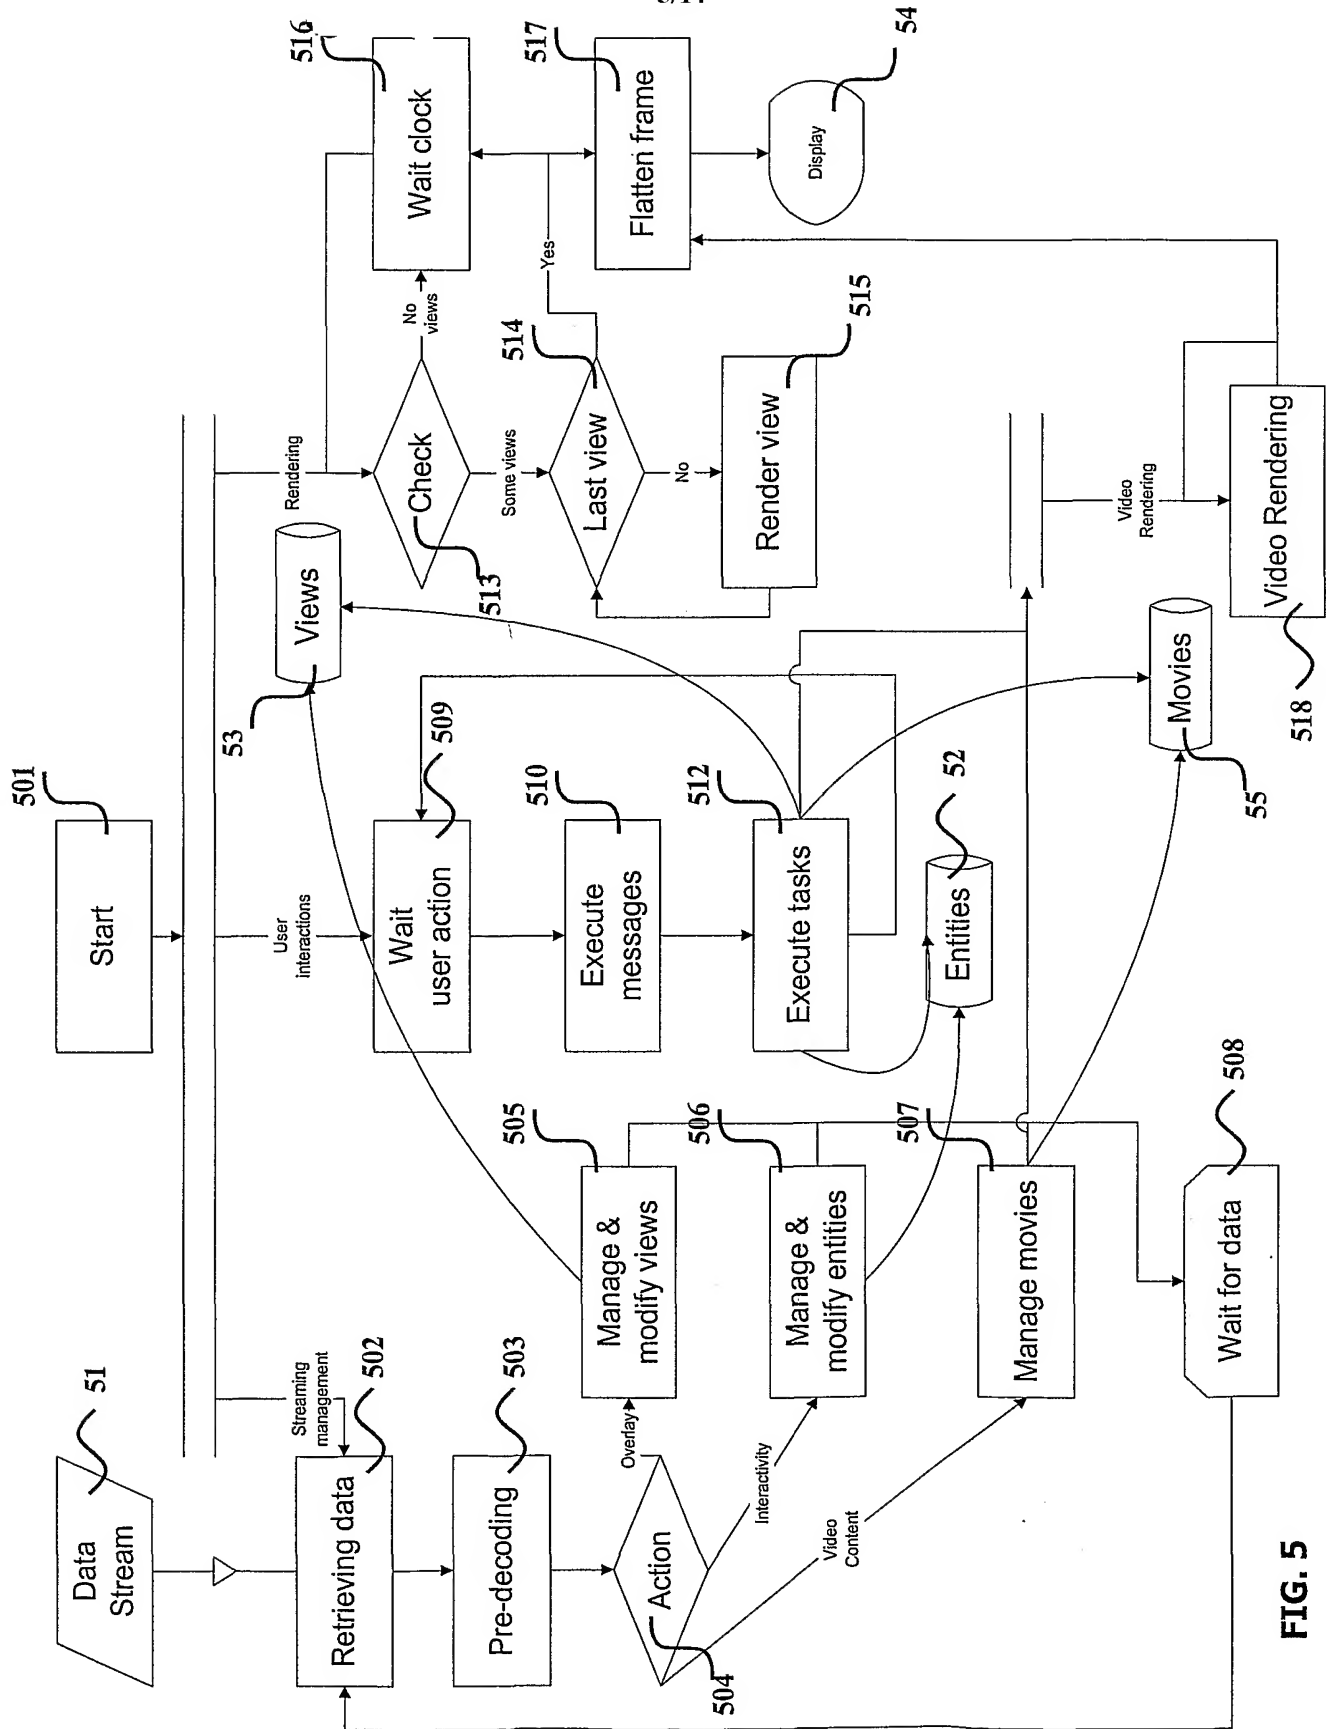 Data
Stream
51
Start
501
Streaming
management
User
interactions
Rendering
Retrieving data
502
Pre-decoding
503
Action
504
Overlay
Interactivity
Video
Content
Manage &
modify views
505
Manage &
modify entities
506
Manage movies
507
Wait for data
508
Wait
user action
509
Execute
messages
510
Execute tasks
512
Entities
52
Views
53
Movies
55
Check
513
No
views
Some views
Last view
514
Yes
No
Render view
515
Wait clock
516
Flatten frame
517
Display
54
Video
Rendering
Video Rendering
518
FIG. 5